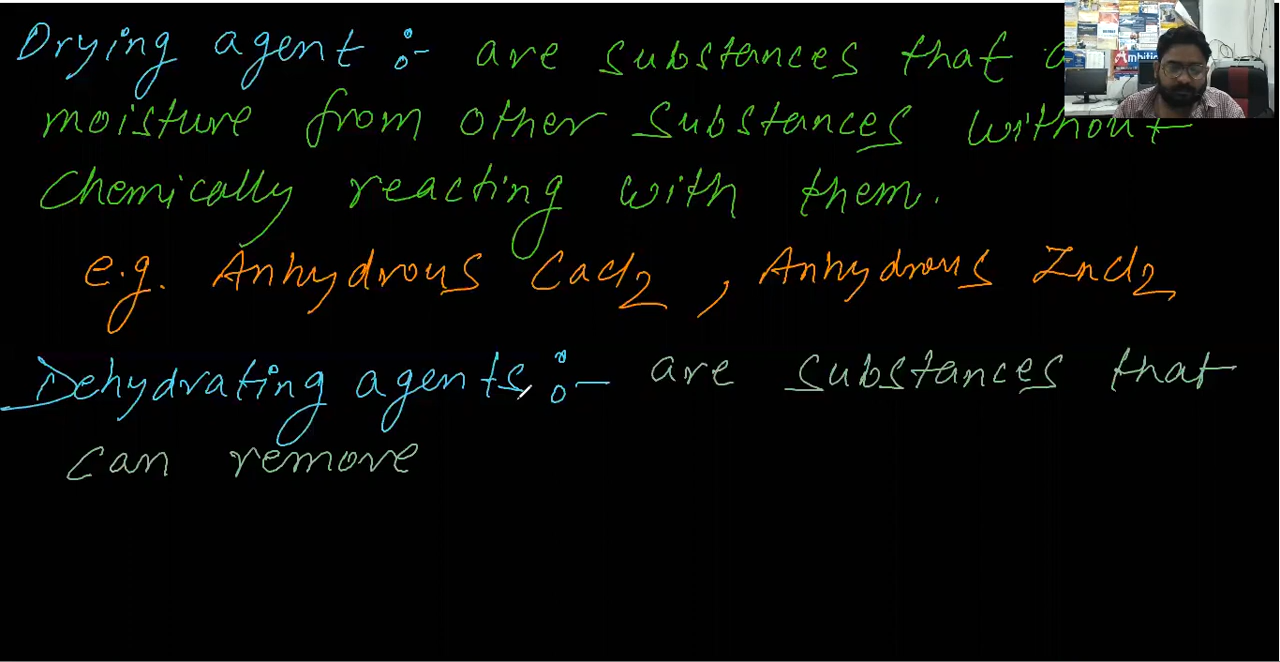 Drying agent :- are substances that a
moisture from other substances without
chemically reacting with them.
e.g. Anhydrous CaCl2, Anhydrous ZnCl2
Dehydrating agents :- are substances that
can remove
Ambitio